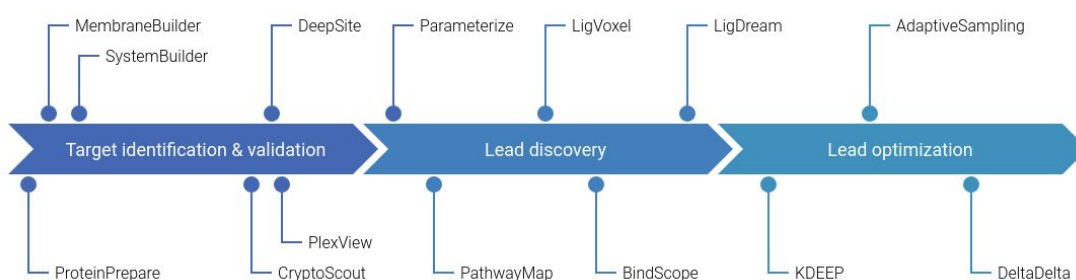 MembraneBuilder
DeepSite
Parameterize
LigVoxel
LigDream
AdaptiveSampling
SystemBuilder
Target identification & validation
Lead discovery
Lead optimization
PlexView
ProteinPrepare
CryptoScout
PathwayMap
BindScope
KDEEP
DeltaDelta